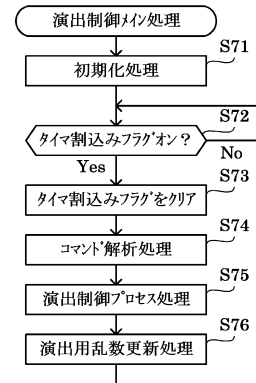 演出制御メイン処理
S71
初期化処理
S72
タイマ割込みフラグオン？
No
Yes
S73
タイマ割込みフラグをクリア
S74
コマンド解析処理
S75
演出制御プロセス処理
S76
演出用乱数更新処理